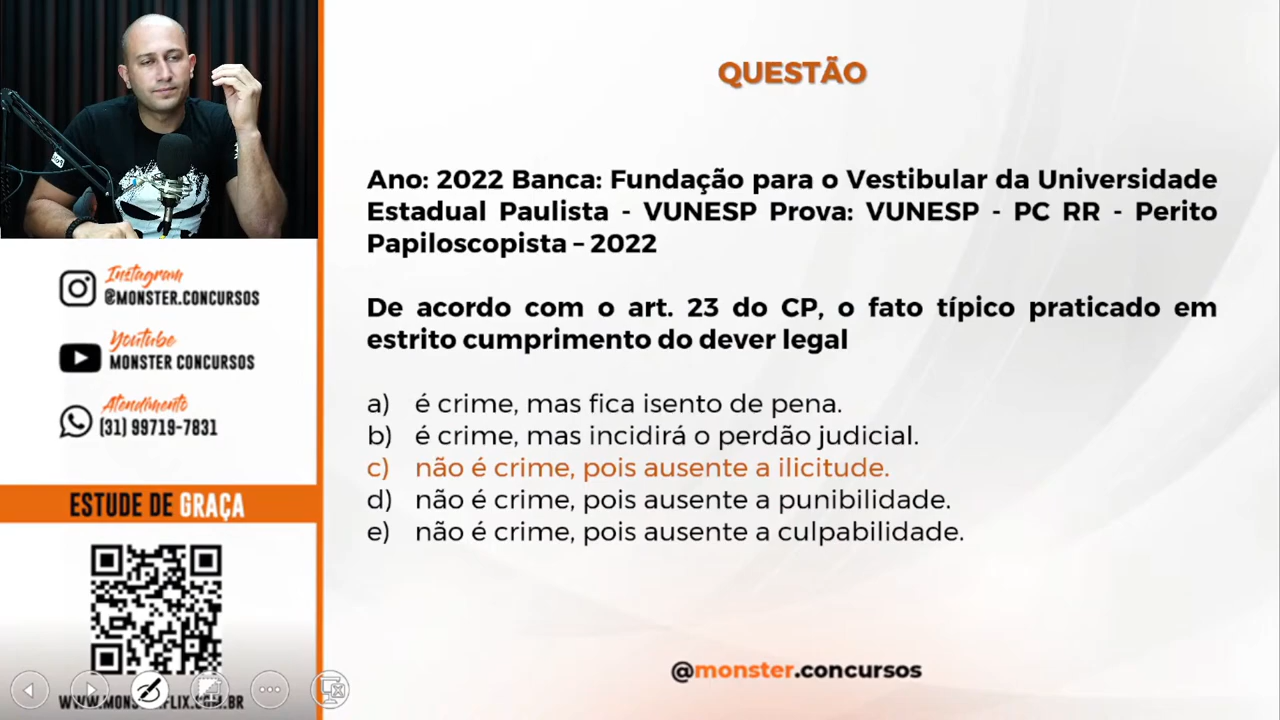 QUESTÃO
Ano: 2022 Banca: Fundação para o Vestibular da Universidade
Estadual Paulista - VUNESP Prova: VUNESP - PC RR - Perito
Papiloscopista – 2022
De acordo com o art. 23 do CP, o fato típico praticado em
estrito cumprimento do dever legal
a) é crime, mas fica isento de pena.
b) é crime, mas incidirá o perdão judicial.
c) não é crime, pois ausente a ilicitude.
d) não é crime, pois ausente a punibilidade.
e) não é crime, pois ausente a culpabilidade.
@monster.concursos
Instagram
@MONSTER.CONCURSOS
Youtube
MONSTER CONCURSOS
Atendimento
(31) 99719-7831
ESTUDE DE GRAÇA